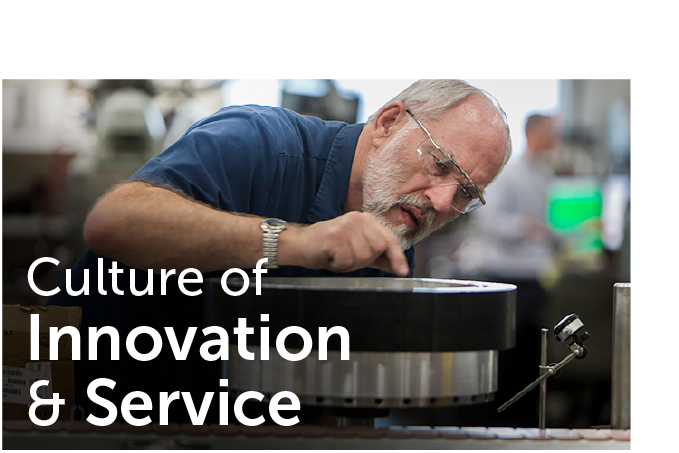 Culture of
Innovation
& Service